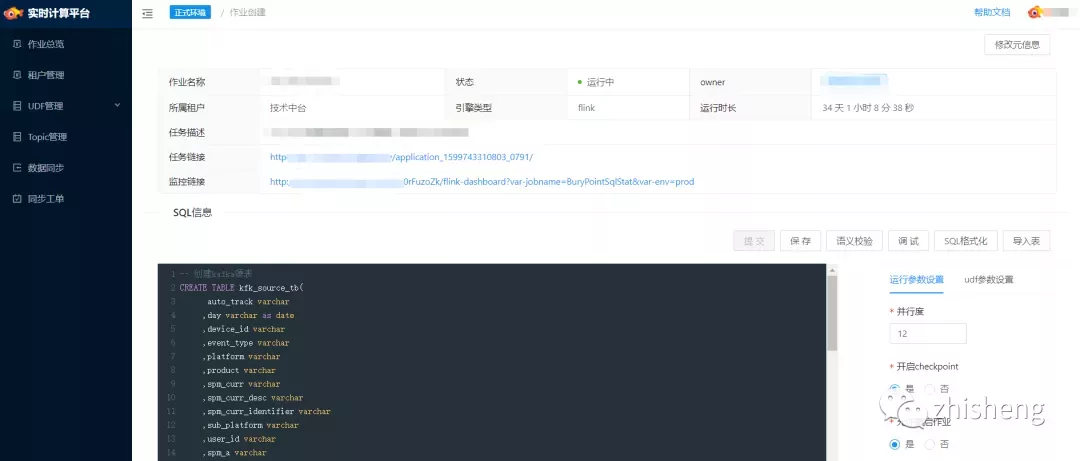 实时计算平台
正式环境 / 作业创建
帮助文档
作业总览
租户管理
UDF管理
Topic管理
数据同步
同步工单
修改元信息
作业名称
状态 运行中
owner
所属租户 技术中台
引擎类型 flink
运行时长 34 天 1 小时 8 分 38 秒
任务描述
任务链接 http /application_1599743310803_0791/
监控链接 http: 0rFuzoZk/flink-dashboard?var-jobname=BuryPointSqlStat&var-env=prod
SQL信息
提 交 保 存 语义校验 调 试 SQL格式化 导入表
1 -- 创建kafka源表
2 CREATE TABLE kfk_source_tb(
3 auto_track varchar
4 ,day varchar as date
5 ,device_id varchar
6 ,event_type varchar
7 ,platform varchar
8 ,product varchar
9 ,spm_curr varchar
10 ,spm_curr_desc varchar
11 ,spm_curr_identifier varchar
12 ,sub_platform varchar
13 ,user_id varchar
14 ,spm_a varchar
运行参数设置 udf参数设置
* 并行度
12
* 开启checkpoint
是 否
启作业
是 否
zhisheng